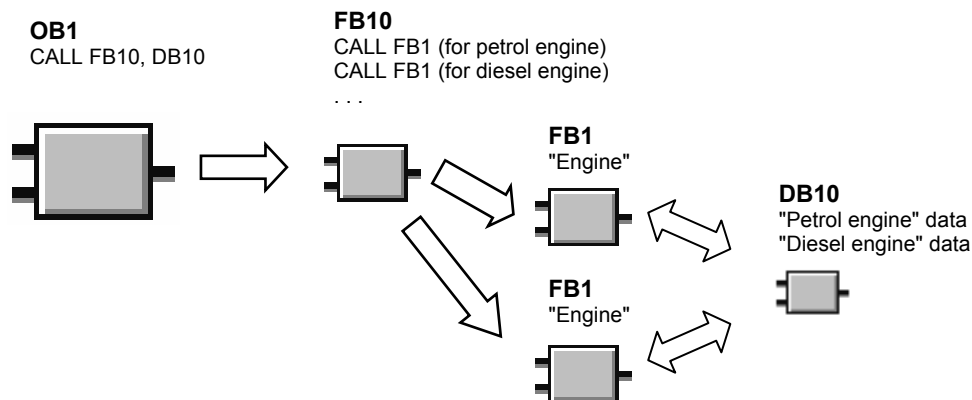 OB1
CALL FB10, DB10
FB10
CALL FB1 (for petrol engine)
CALL FB1 (for diesel engine)
. . .
FB1
"Engine"
DB10
"Petrol engine" data
"Diesel engine" data
FB1
"Engine"